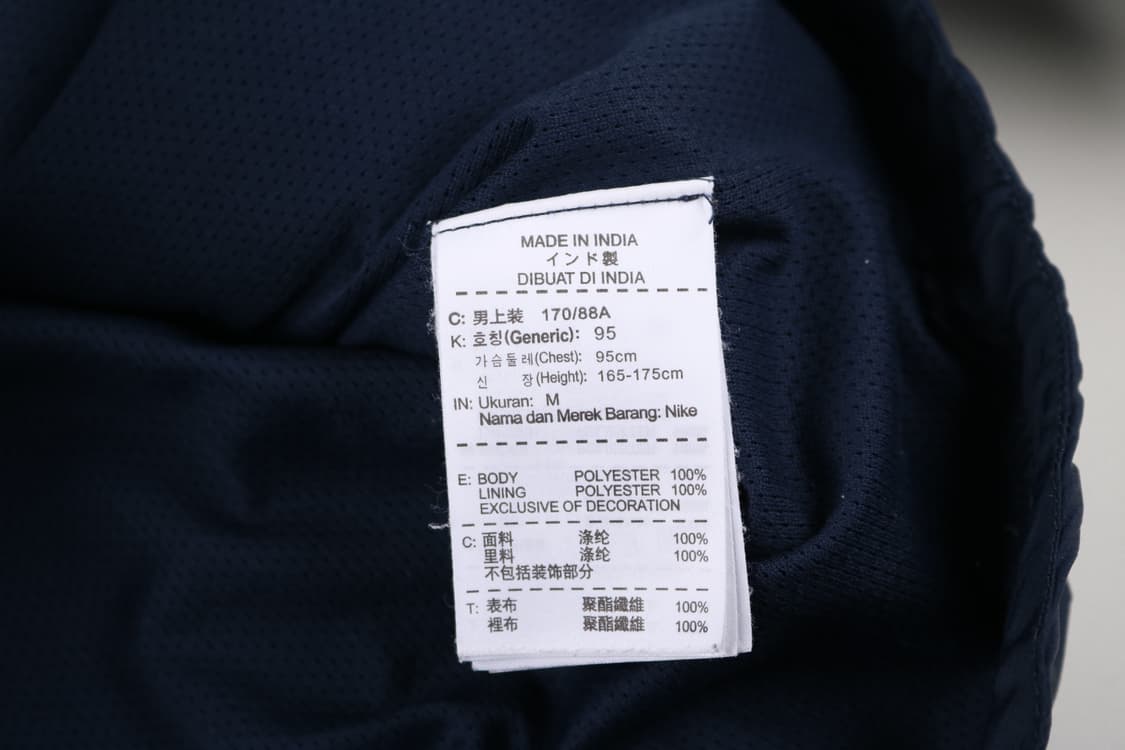 MADE IN INDIA
インド製
DIBUAT DI INDIA
C: 男上装 170/88A
K: 호칭(Generic): 95
가슴둘레(Chest): 95cm
신 장(Height): 165-175cm
IN: Ukuran: M
Nama dan Merek Barang: Nike
E: BODY POLYESTER 100%
LINING POLYESTER 100%
EXCLUSIVE OF DECORATION
C: 面料 涤纶 100%
里料 涤纶 100%
不包括装饰部分
T: 表布 聚酯纖維 100%
裡布 聚酯纖維 100%